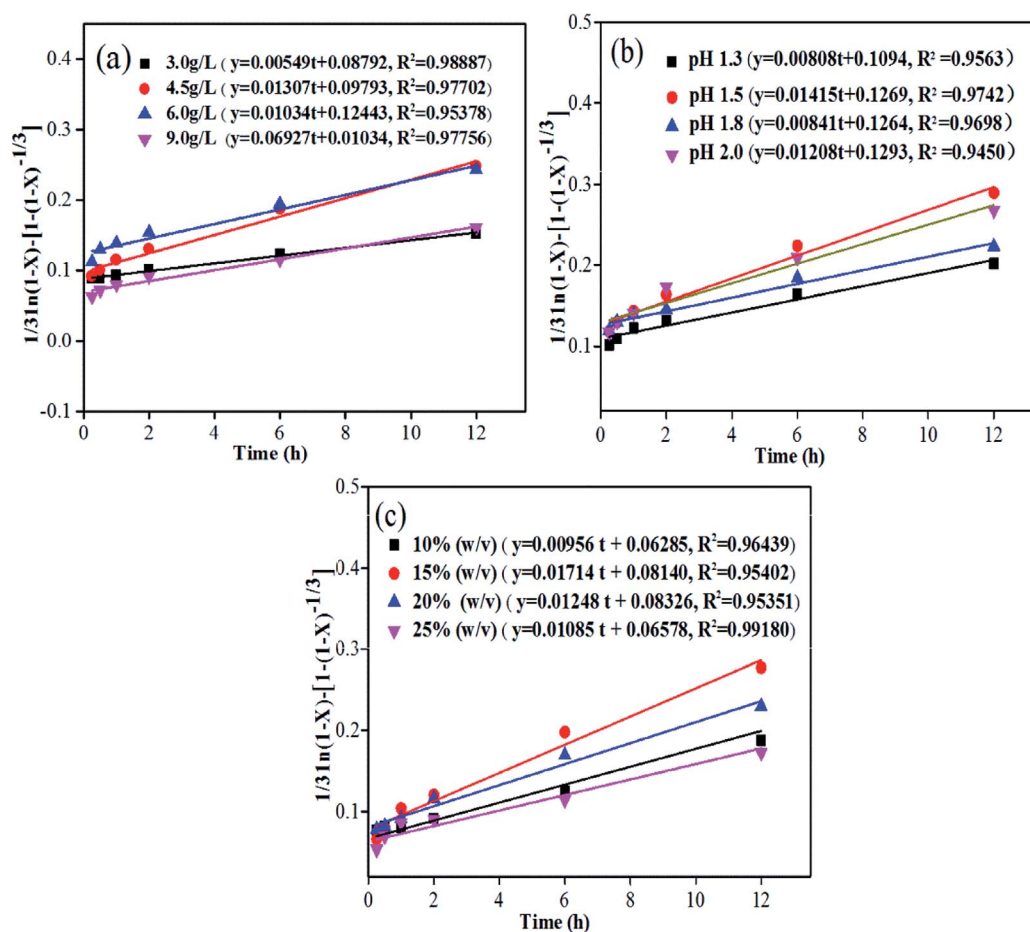 (a)
3.0g/L ( y=0.00549t+0.08792, R²=0.98887)
4.5g/L (y=0.01307t+0.09793, R²=0.97702)
6.0g/L (y=0.01034t+0.12443, R²=0.95378)
9.0g/L (y=0.06927t+0.01034, R²=0.97756)
1/31n(1-X)-[1-(1-X)⁻¹/³]
0.4
0.3
0.2
0.1
0.0
-0.1
0 2 4 6 8 10 12
Time (h)
(b)
pH 1.3 (y=0.00808t+0.1094, R² =0.9563)
pH 1.5 (y=0.01415t+0.1269, R² =0.9742)
pH 1.8 (y=0.00841t+0.1264, R² =0.9698)
pH 2.0 (y=0.01208t+0.1293, R² =0.9450)
1/31n(1-X)-[1-(1-X)⁻¹/³]
0.5
0.4
0.3
0.2
0.1
0 2 4 6 8 10 12
Time (h)
(c)
10% (w/v) ( y=0.00956 t + 0.06285, R²=0.96439)
15% (w/v) ( y=0.01714 t + 0.08140, R²=0.95402)
20% (w/v) ( y=0.01248 t + 0.08326, R²=0.95351)
25% (w/v) ( y=0.01085 t + 0.06578, R²=0.99180)
1/31n(1-X)-[1-(1-X)⁻¹/³]
0.5
0.4
0.3
0.2
0.1
0 2 4 6 8 10 12
Time (h)